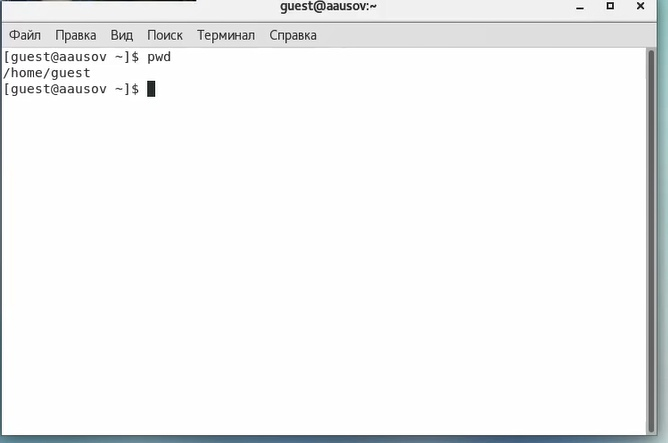 guest@aausov:~
Файл Правка Вид Поиск Терминал Справка
[guest@aausov ~]$ pwd
/home/guest
[guest@aausov ~]$